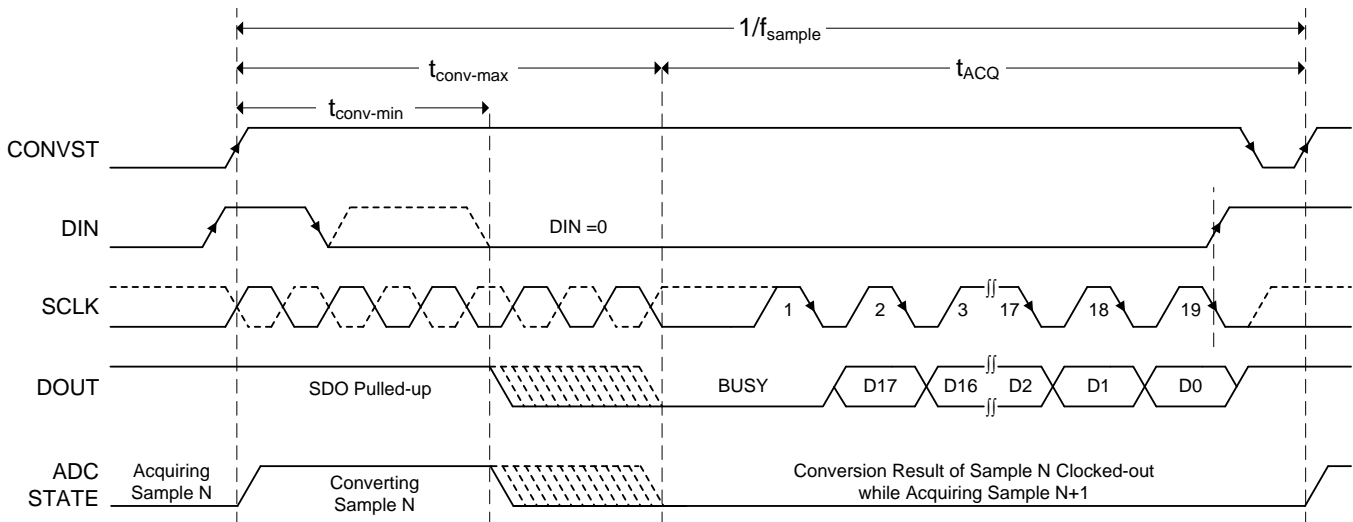 1/fsample
tconv-max
tACQ
tconv-min
CONVST
DIN
DIN =0
SCLK
1 2 3 17 18 19
DOUT
SDO Pulled-up
BUSY
D17 D16 D2 D1 D0
ADC
STATE
Acquiring
Sample N
Converting
Sample N
Conversion Result of Sample N Clocked-out
while Acquiring Sample N+1